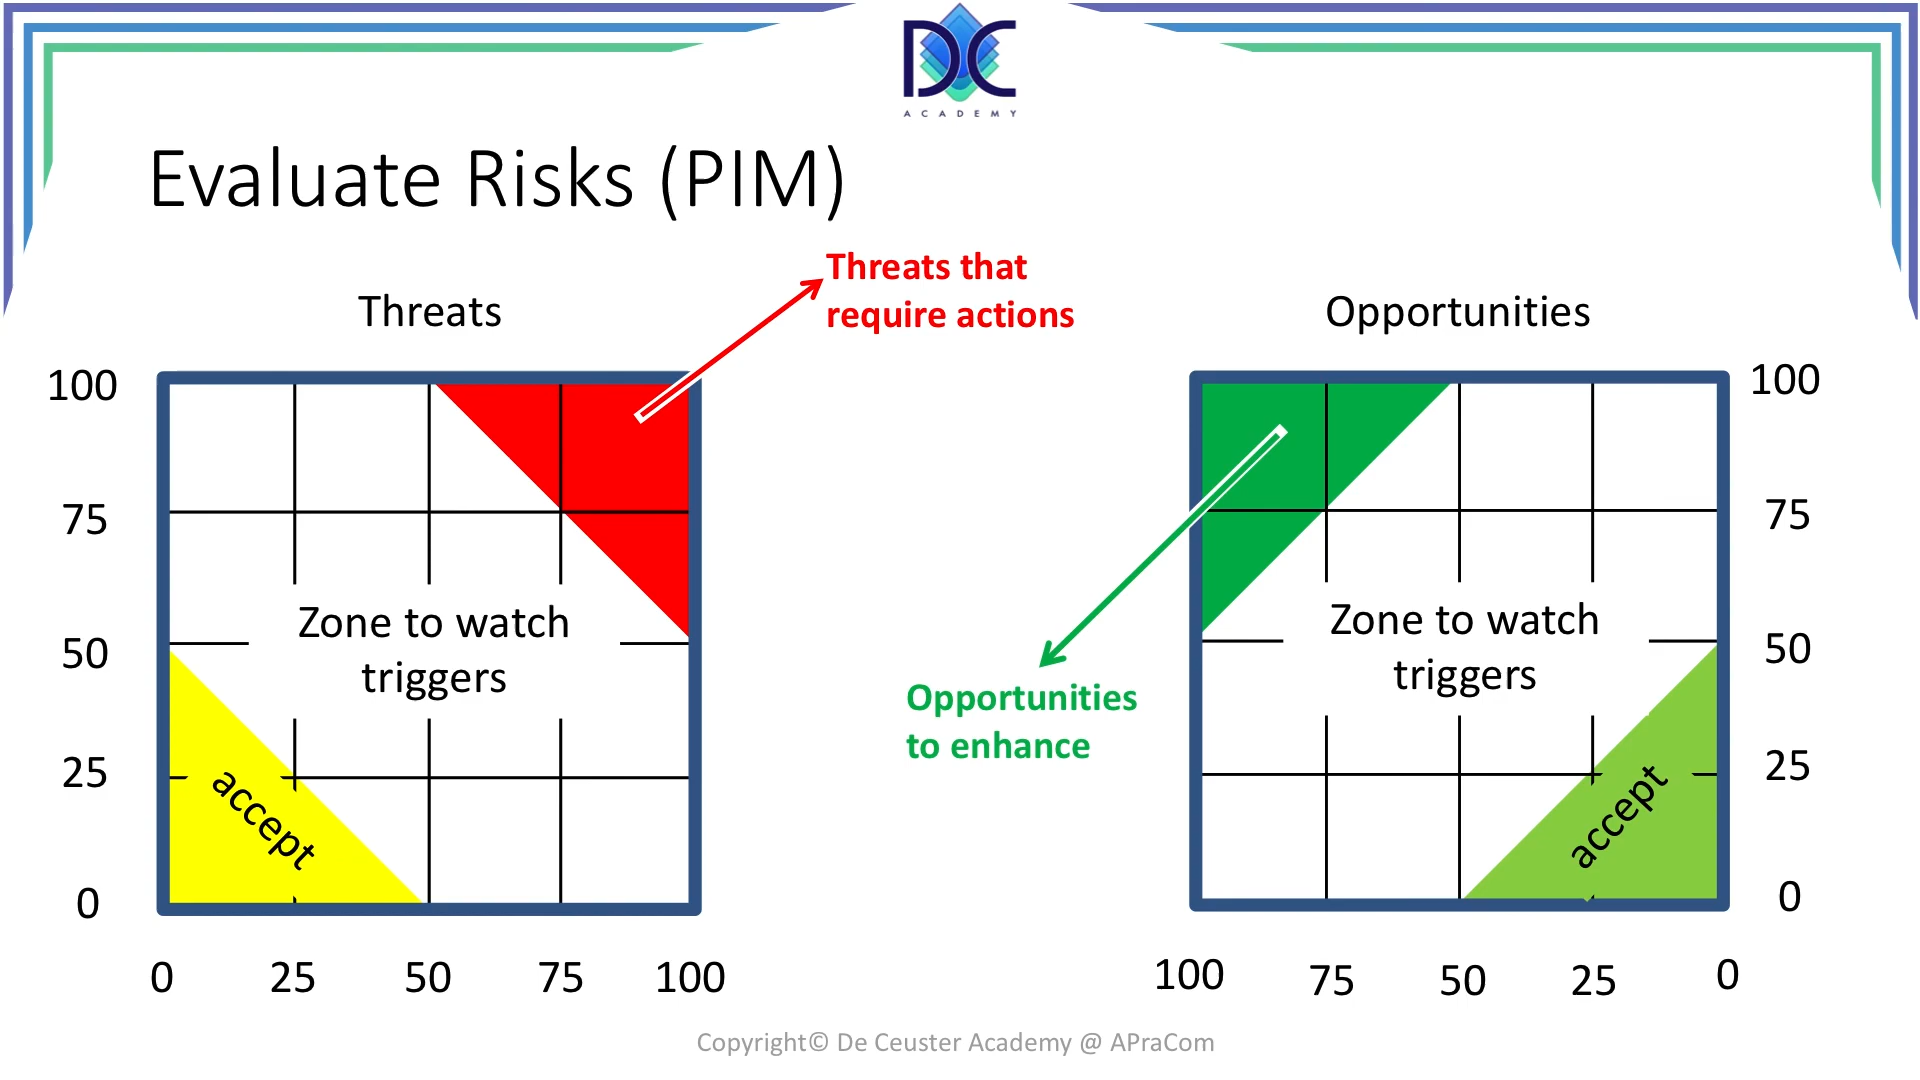 DC
ACADEMY
Evaluate Risks (PIM)
Threats that
require actions
Threats
100
75
50
25
0
Zone to watch
triggers
accept
0 25 50 75 100
Opportunities
to enhance
Opportunities
100
75
50
25
0
Zone to watch
triggers
accept
100 75 50 25 0
Copyright© De Ceuster Academy @ APraCom